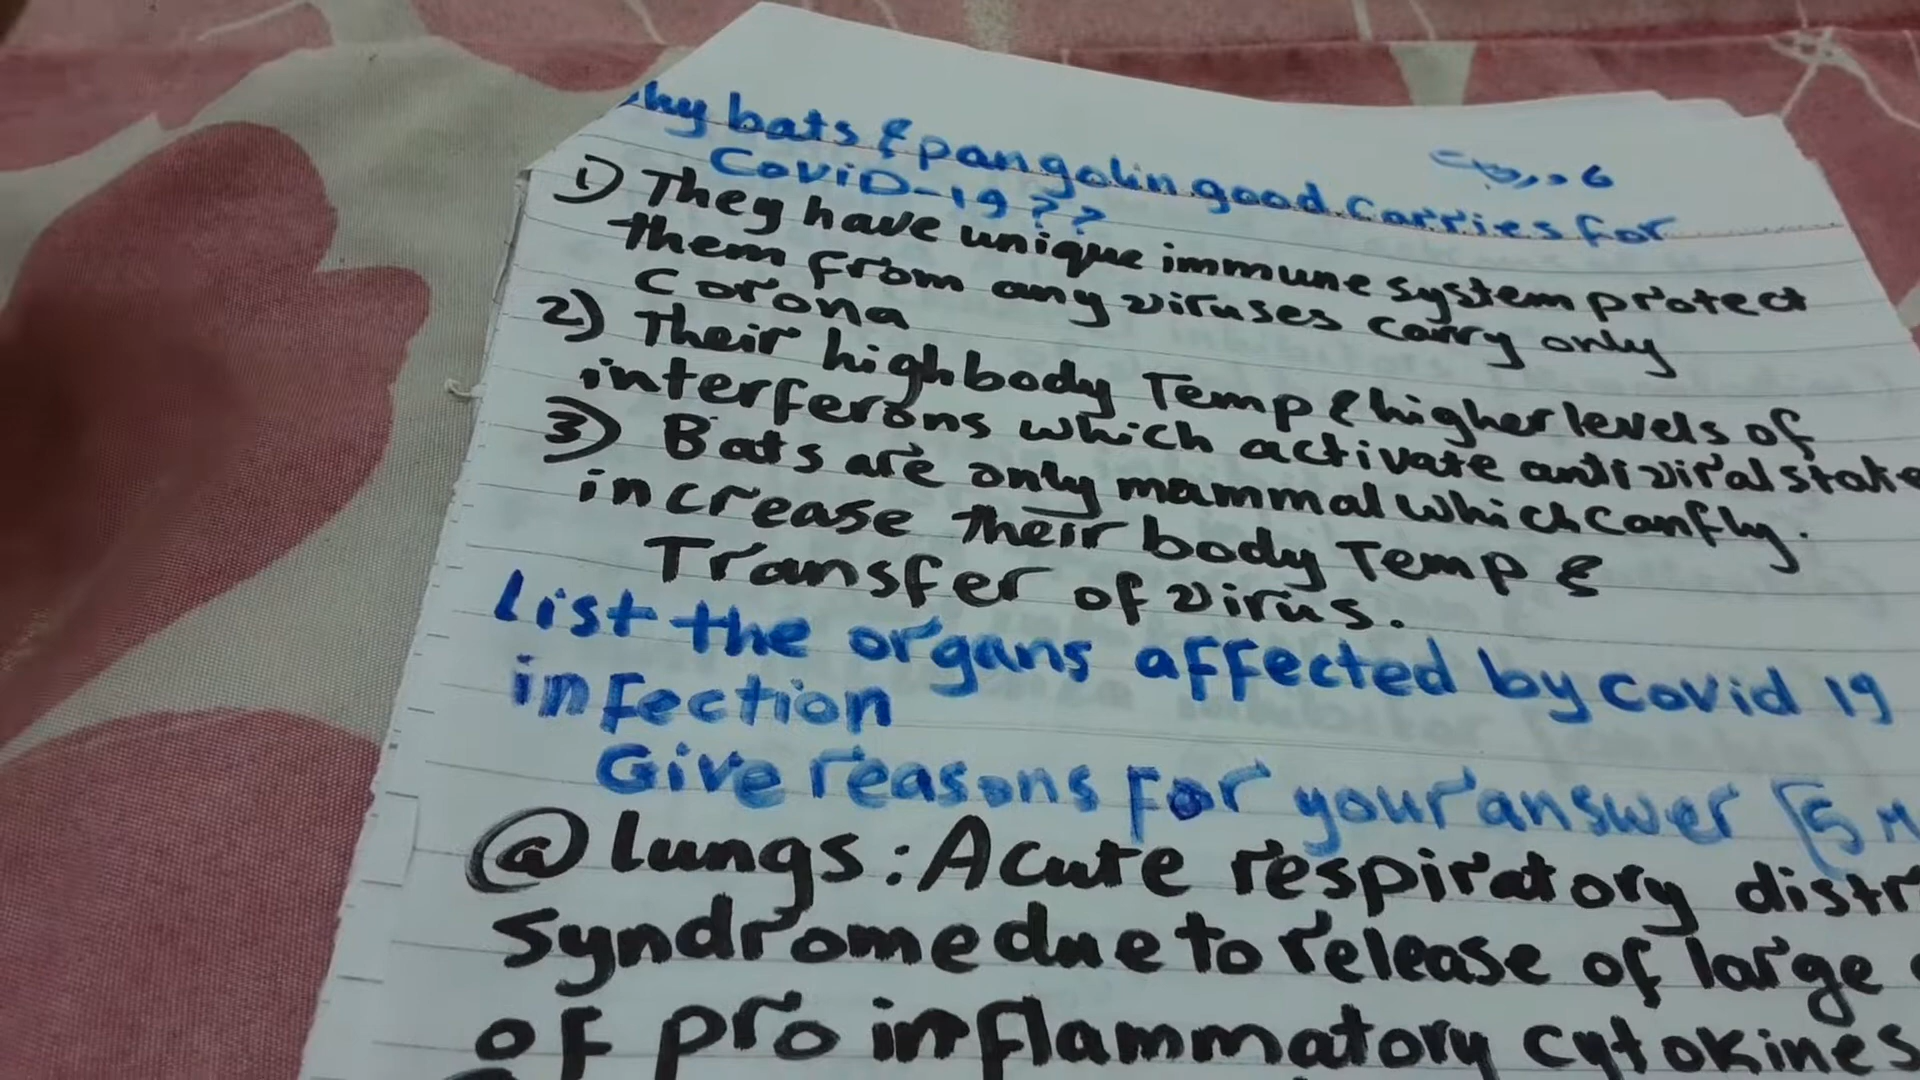 hy bats & pangolin good carries for
CoViD-19??
1) They have unique immune system protect
them from any viruses carry only
Corona
2) Their high body Temp & higher levels of
interferons which activate antiviral state
3) Bats are only mammal which can fly.
increase their body Temp &
Transfer of virus.
List the organs affected by Covid 19
infection
Give reasons for your answer [5 M
@ lungs: Acute respiratory distr
Syndrome due to release of large
of pro inflammatory cytokines